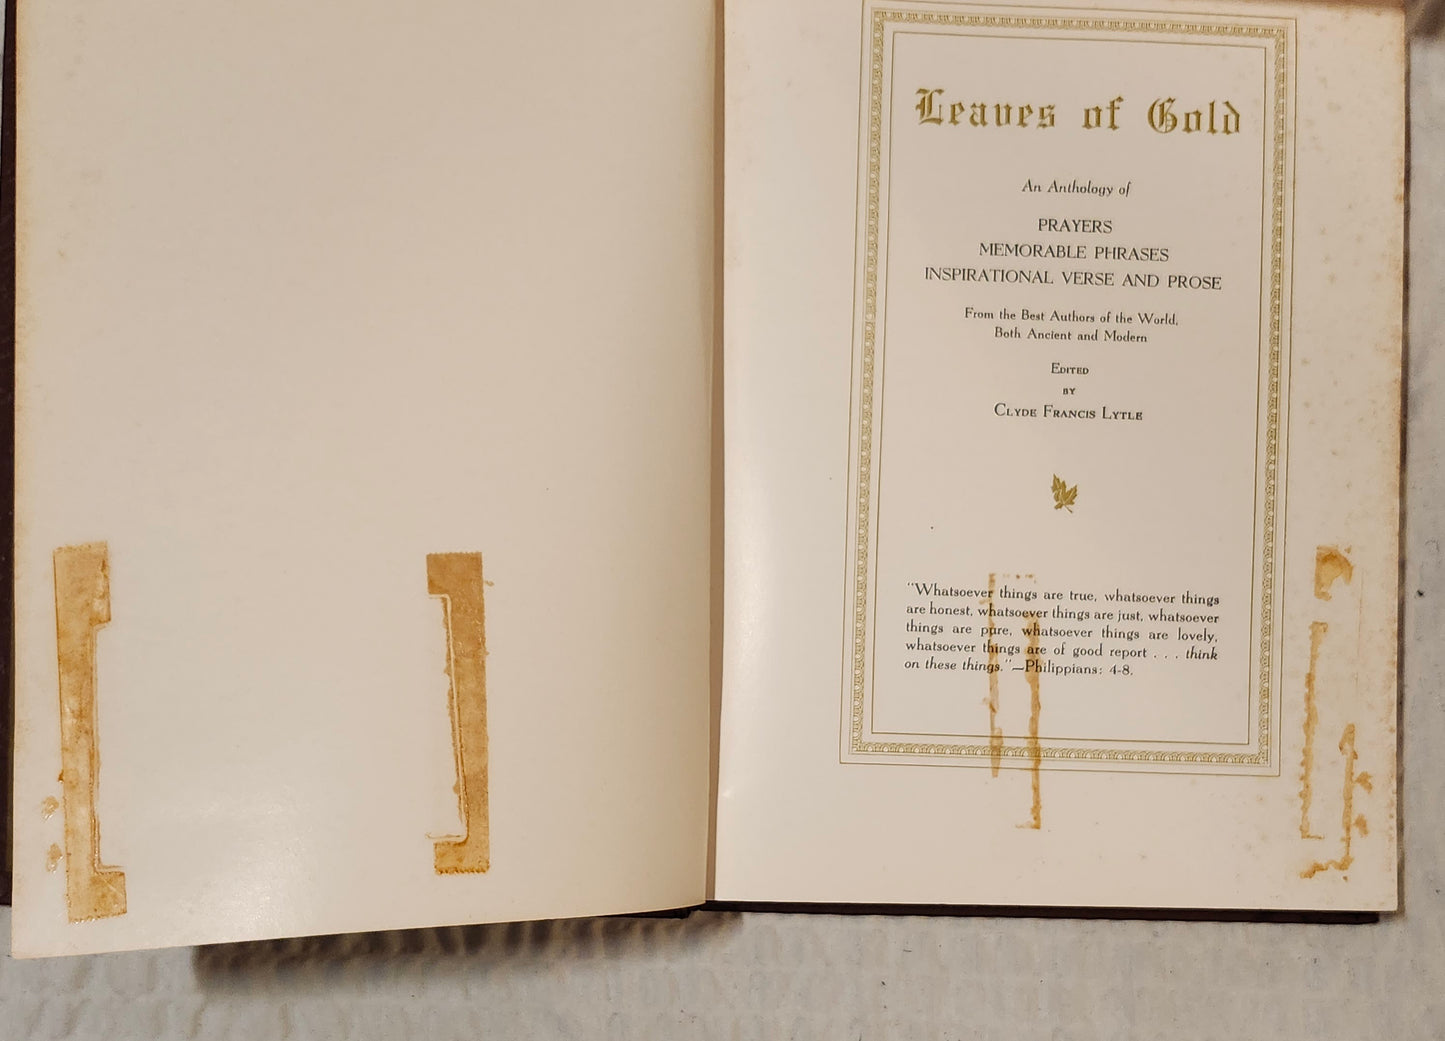 Leaves of Gold
An Anthology of
PRAYERS
MEMORABLE PHRASES
INSPIRATIONAL VERSE AND PROSE
From the Best Authors of the World,
Both Ancient and Modern
EDITED
BY
CLYDE FRANCIS LYTLE
"Whatsoever things are true, whatsoever things
are honest, whatsoever things are just, whatsoever
things are pure, whatsoever things are lovely,
whatsoever things are of good report . . . think
on these things."—Philippians: 4-8.